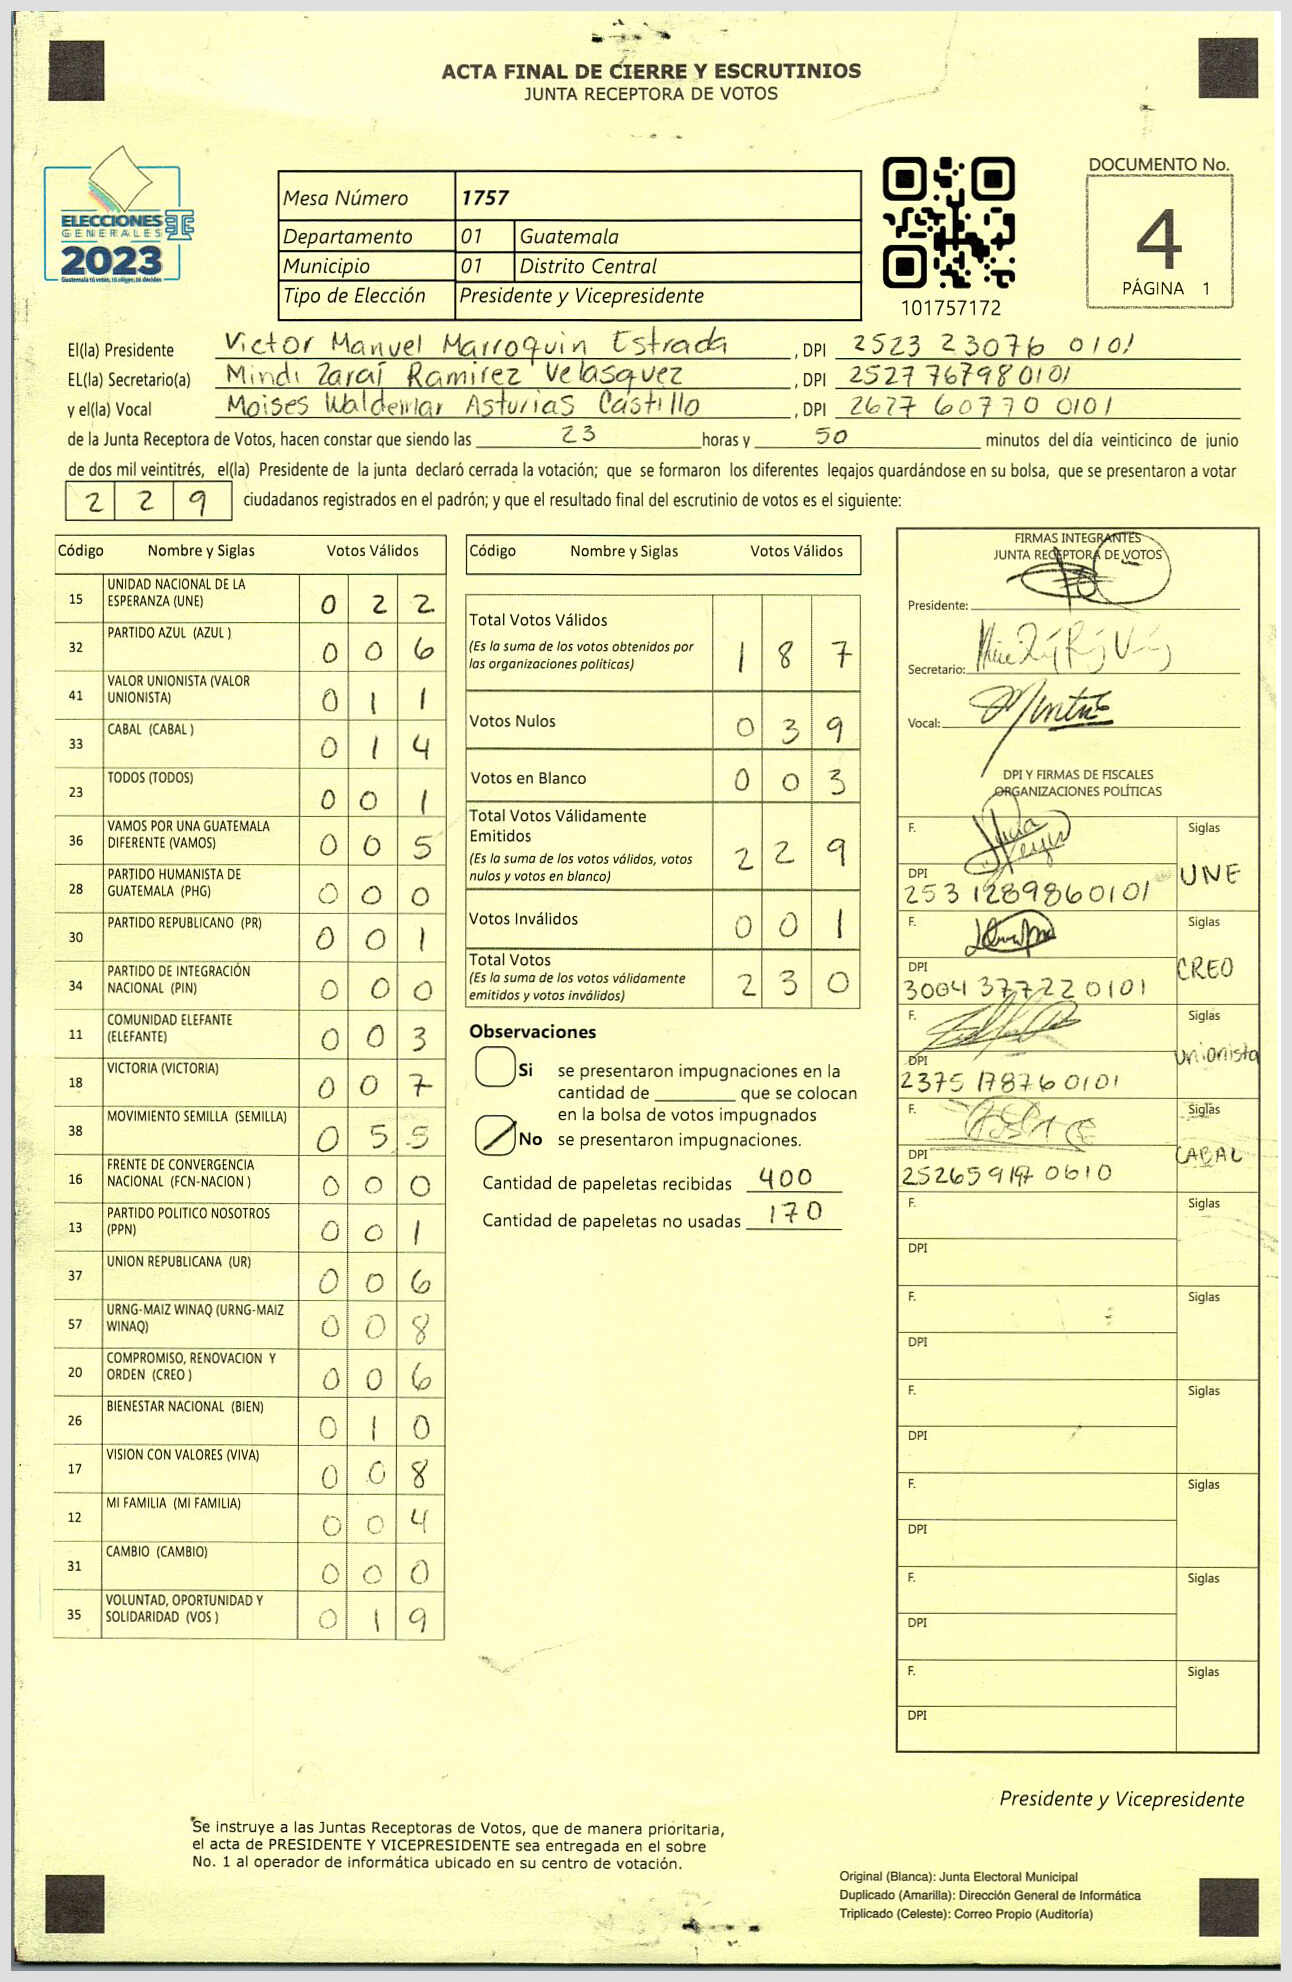 ACTA FINAL DE CIERRE Y ESCRUTINIOS
JUNTA RECEPTORA DE VOTOS
ELECCIONES
GENERALES
2023
Guatemala tú votas, tú eliges, tú decides
Mesa Número 1757
Departamento 01 Guatemala
Municipio 01 Distrito Central
Tipo de Elección Presidente y Vicepresidente
101757172
DOCUMENTO No.
4
PÁGINA 1
El(la) Presidente Victor Manuel Marroquin Estrada , DPI 2523 23076 0101
EL(la) Secretario(a) Mindi Zaraí Ramirez Velasquez , DPI 2527 76798 0101
y el(la) Vocal Moises Waldemar Asturias Castillo , DPI 2627 60770 0101
de la Junta Receptora de Votos, hacen constar que siendo las 23 horas y 50 minutos del día veinticinco de junio
de dos mil veintitrés, el(la) Presidente de la junta declaró cerrada la votación; que se formaron los diferentes legajos guardándose en su bolsa, que se presentaron a votar
2 2 9 ciudadanos registrados en el padrón; y que el resultado final del escrutinio de votos es el siguiente:
Código Nombre y Siglas Votos Válidos
15 UNIDAD NACIONAL DE LA
ESPERANZA (UNE) 0 2 2
32 PARTIDO AZUL (AZUL ) 0 0 6
41 VALOR UNIONISTA (VALOR
UNIONISTA) 0 1 1
33 CABAL (CABAL ) 0 1 4
23 TODOS (TODOS) 0 0 1
36 VAMOS POR UNA GUATEMALA
DIFERENTE (VAMOS) 0 0 5
28 PARTIDO HUMANISTA DE
GUATEMALA (PHG) 0 0 0
30 PARTIDO REPUBLICANO (PR) 0 0 1
34 PARTIDO DE INTEGRACIÓN
NACIONAL (PIN) 0 0 0
11 COMUNIDAD ELEFANTE
(ELEFANTE) 0 0 3
18 VICTORIA (VICTORIA) 0 0 7
38 MOVIMIENTO SEMILLA (SEMILLA) 0 5 5
16 FRENTE DE CONVERGENCIA
NACIONAL (FCN-NACION ) 0 0 0
13 PARTIDO POLITICO NOSOTROS
(PPN) 0 0 1
37 UNION REPUBLICANA (UR) 0 0 6
57 URNG-MAIZ WINAQ (URNG-MAIZ
WINAQ) 0 0 8
20 COMPROMISO, RENOVACION Y
ORDEN (CREO ) 0 0 6
26 BIENESTAR NACIONAL (BIEN) 0 1 0
17 VISION CON VALORES (VIVA) 0 0 8
12 MI FAMILIA (MI FAMILIA) 0 0 4
31 CAMBIO (CAMBIO) 0 0 0
35 VOLUNTAD, OPORTUNIDAD Y
SOLIDARIDAD (VOS ) 0 1 9
Código Nombre y Siglas Votos Válidos
Total Votos Válidos
(Es la suma de los votos obtenidos por
las organizaciones políticas) 1 8 7
Votos Nulos 0 3 9
Votos en Blanco 0 0 3
Total Votos Válidamente
Emitidos
(Es la suma de los votos válidos, votos
nulos y votos en blanco) 2 2 9
Votos Inválidos 0 0 1
Total Votos
(Es la suma de los votos válidamente
emitidos y votos inválidos) 2 3 0
Observaciones
Si se presentaron impugnaciones en la
cantidad de ________ que se colocan
en la bolsa de votos impugnados
No se presentaron impugnaciones.
Cantidad de papeletas recibidas 400
Cantidad de papeletas no usadas 170
FIRMAS INTEGRANTES
JUNTA RECEPTORA DE VOTOS
Presidente:
Secretario:
Vocal:
DPI Y FIRMAS DE FISCALES
ORGANIZACIONES POLÍTICAS
F. Siglas
DPI UNE
2531289860101
F. Siglas
DPI CREO
3004 37722 0101
F. Siglas
DPI Unionista
2375 17876 0101
F. Siglas
DPI CABAL
F. Siglas
DPI
F. Siglas
DPI
F. Siglas
DPI
F. Siglas
DPI
F. Siglas
DPI
F. Siglas
DPI
Presidente y Vicepresidente
Se instruye a las Juntas Receptoras de Votos, que de manera prioritaria,
el acta de PRESIDENTE Y VICEPRESIDENTE sea entregada en el sobre
No. 1 al operador de informática ubicado en su centro de votación.
Original (Blanca): Junta Electoral Municipal
Duplicado (Amarilla): Dirección General de Informática
Triplicado (Celeste): Correo Propio (Auditoría)